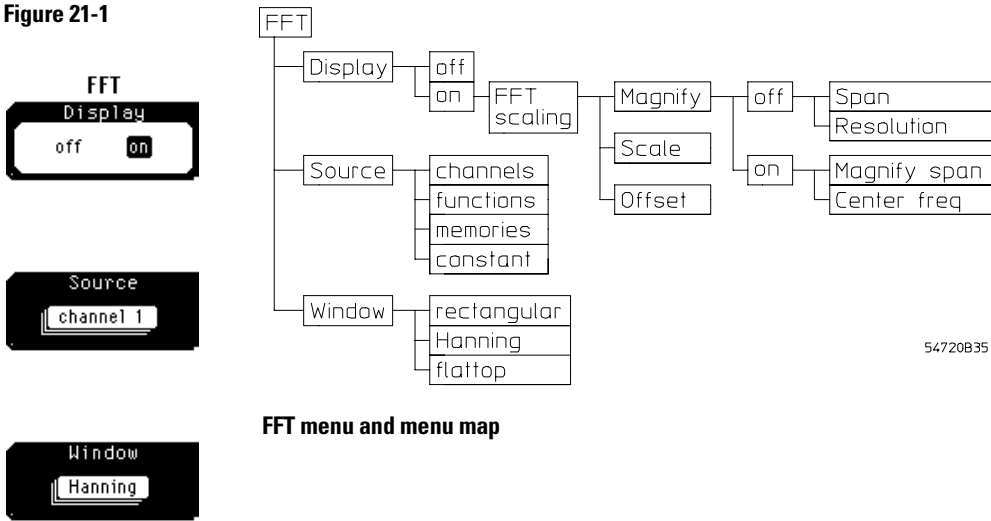 Figure 21-1
FFT
Display
off on
Source
channel 1
Window
Hanning
FFT
Display
off
on
FFT
scaling
Magnify
off
Span
Resolution
on
Magnify span
Center freq
Scale
Offset
Source
channels
functions
memories
constant
Window
rectangular
Hanning
flattop
54720B35
FFT menu and menu map